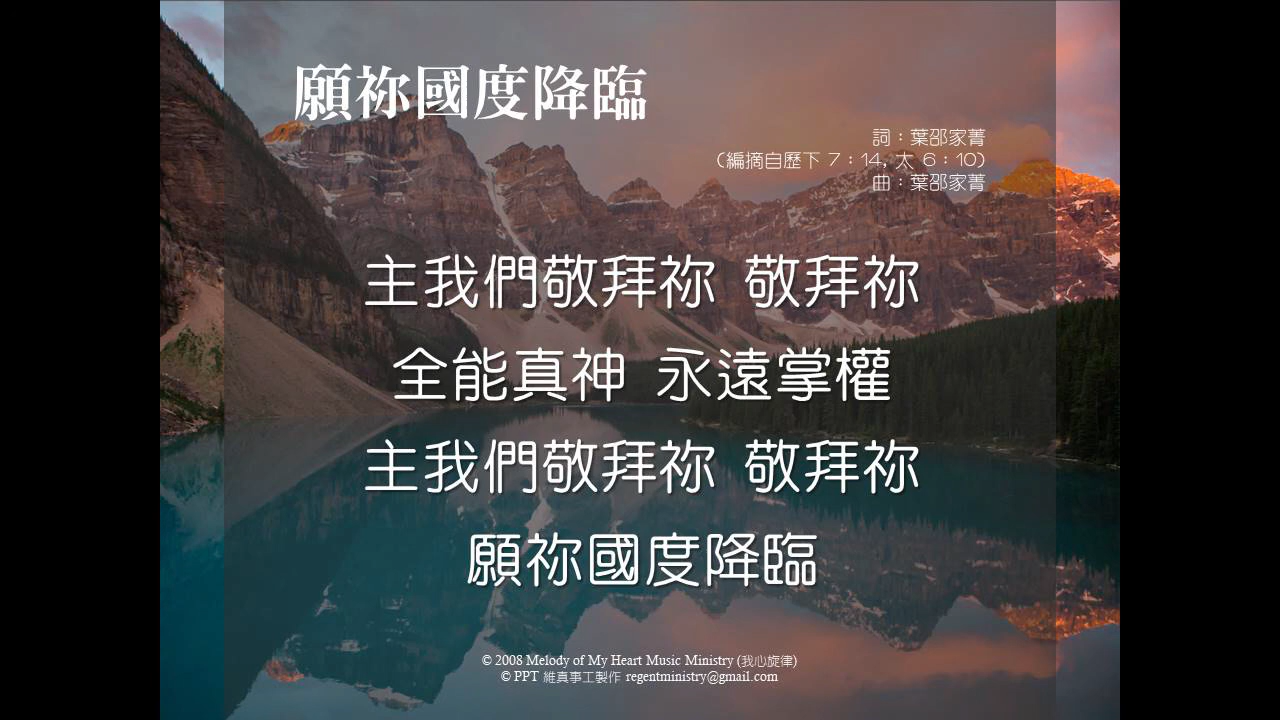 願祢國度降臨
詞：葉邵家菁
(編摘自歷下 7：14, 太 6：10)
曲：葉邵家菁
主我們敬拜祢 敬拜祢
全能真神 永遠掌權
主我們敬拜祢 敬拜祢
願祢國度降臨
© 2008 Melody of My Heart Music Ministry (我心旋律)
© PPT 維真事工製作 regentministry@gmail.com